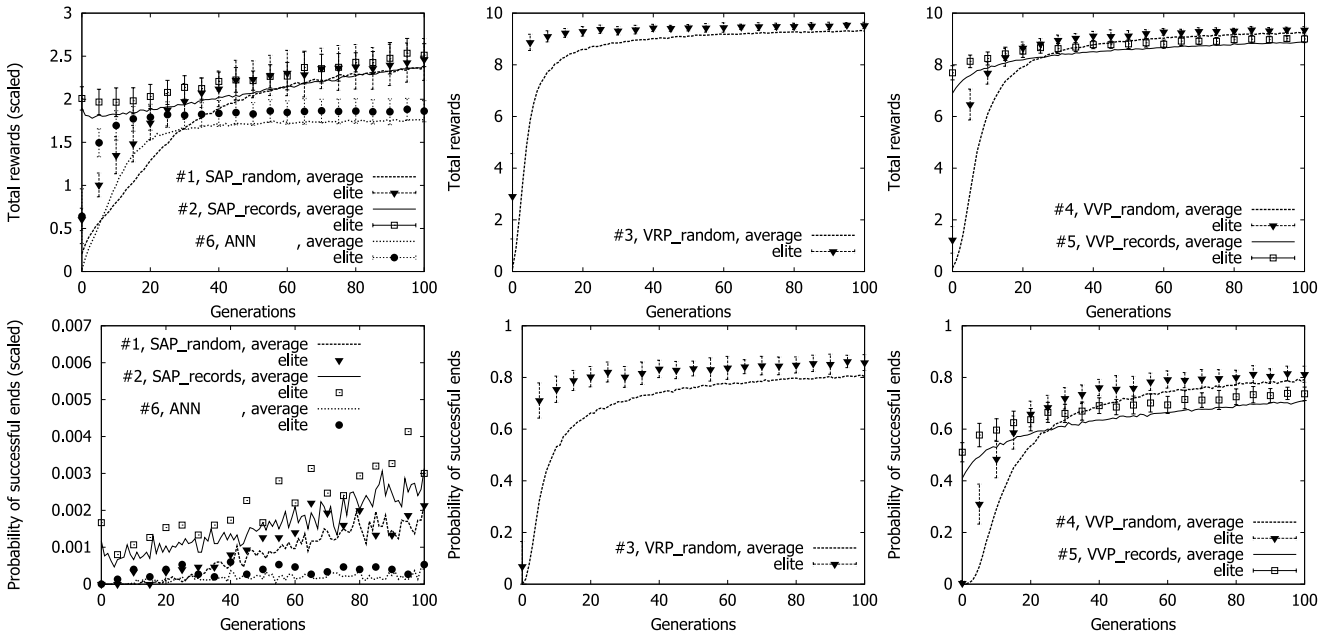 Total rewards (scaled)
3
2.5
2
1.5
1
0.5
0
#1, SAP_random, average
elite
#2, SAP_records, average
elite
#6, ANN , average
elite
0 20 40 60 80 100
Generations
Total rewards
10
8
6
4
2
0
#3, VRP_random, average
elite
0 20 40 60 80 100
Generations
Total rewards
10
8
6
4
2
0
#4, VVP_random, average
elite
#5, VVP_records, average
elite
0 20 40 60 80 100
Generations
Probability of successful ends (scaled)
0.007
0.006
0.005
0.004
0.003
0.002
0.001
0
#1, SAP_random, average
elite
#2, SAP_records, average
elite
#6, ANN , average
elite
0 20 40 60 80 100
Generations
Probability of successful ends
1
0.8
0.6
0.4
0.2
0
#3, VRP_random, average
elite
0 20 40 60 80 100
Generations
Probability of successful ends
1
0.8
0.6
0.4
0.2
0
#4, VVP_random, average
elite
#5, VVP_records, average
elite
0 20 40 60 80 100
Generations